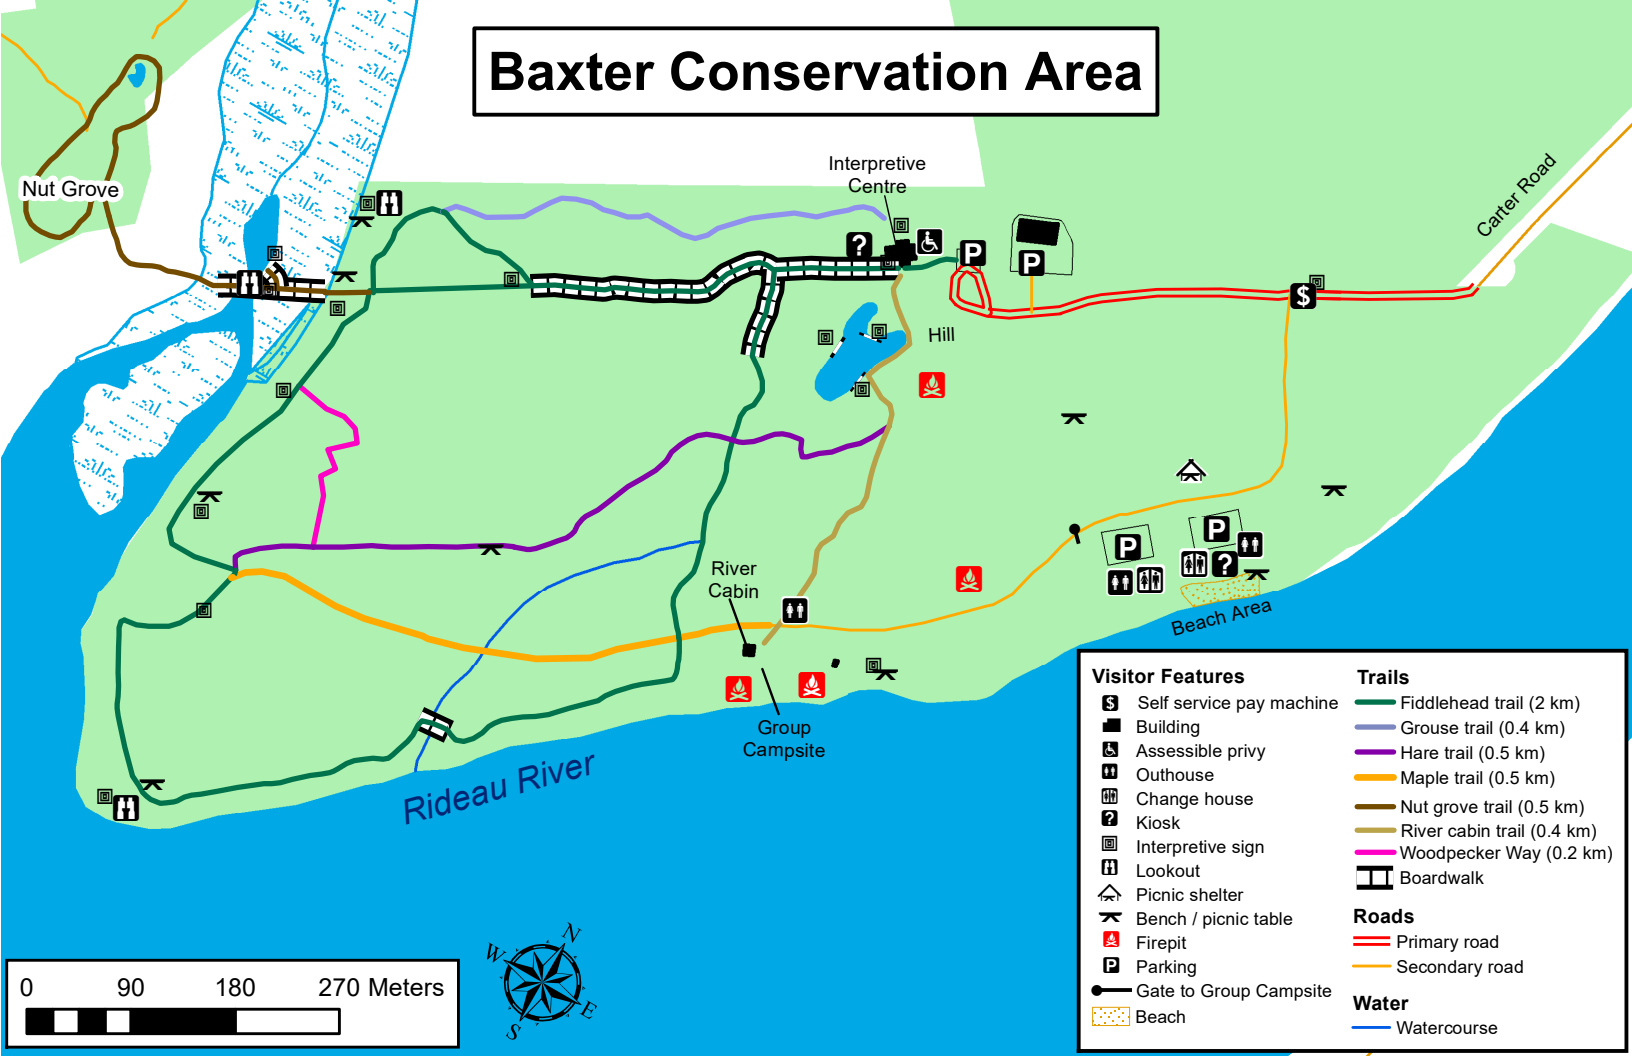 Baxter Conservation Area
Interpretive
Centre
Nut Grove
Carter Road
?
P
P
$
Hill
P
P
?
River
Cabin
Beach Area
Group
Campsite
Rideau River
Visitor Features
$ Self service pay machine
Building
Assessible privy
Outhouse
Change house
? Kiosk
Interpretive sign
Lookout
Picnic shelter
Bench / picnic table
Firepit
P Parking
Gate to Group Campsite
Beach
Trails
Fiddlehead trail (2 km)
Grouse trail (0.4 km)
Hare trail (0.5 km)
Maple trail (0.5 km)
Nut grove trail (0.5 km)
River cabin trail (0.4 km)
Woodpecker Way (0.2 km)
Boardwalk
Roads
Primary road
Secondary road
Water
Watercourse
N
W
E
S
0 90 180 270 Meters